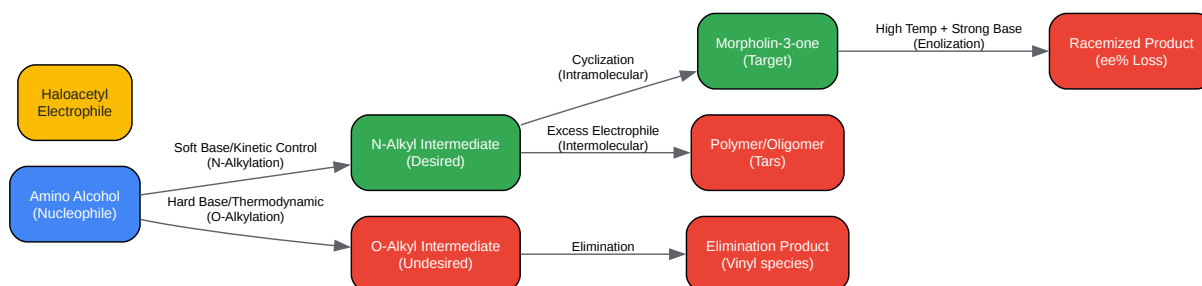 Haloacetyl
Electrophile
Amino Alcohol
(Nucleophile)
Soft Base/Kinetic Control
(N-Alkylation)
Hard Base/Thermodynamic
(O-Alkylation)
N-Alkyl Intermediate
(Desired)
O-Alkyl Intermediate
(Undesired)
Cyclization
(Intramolecular)
Excess Electrophile
(Intermolecular)
Elimination
Morpholin-3-one
(Target)
Polymer/Oligomer
(Tars)
Elimination Product
(Vinyl species)
High Temp + Strong Base
(Enolization)
Racemized Product
(ee% Loss)